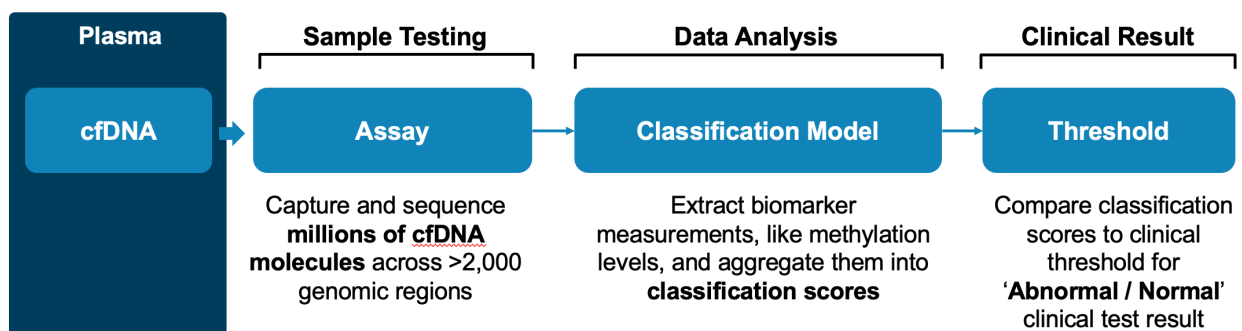 Plasma
cfDNA
Sample Testing
Assay
Capture and sequence
millions of cfDNA
molecules across >2,000
genomic regions
Data Analysis
Classification Model
Extract biomarker
measurements, like methylation
levels, and aggregate them into
classification scores
Clinical Result
Threshold
Compare classification
scores to clinical
threshold for
‘Abnormal / Normal’
clinical test result